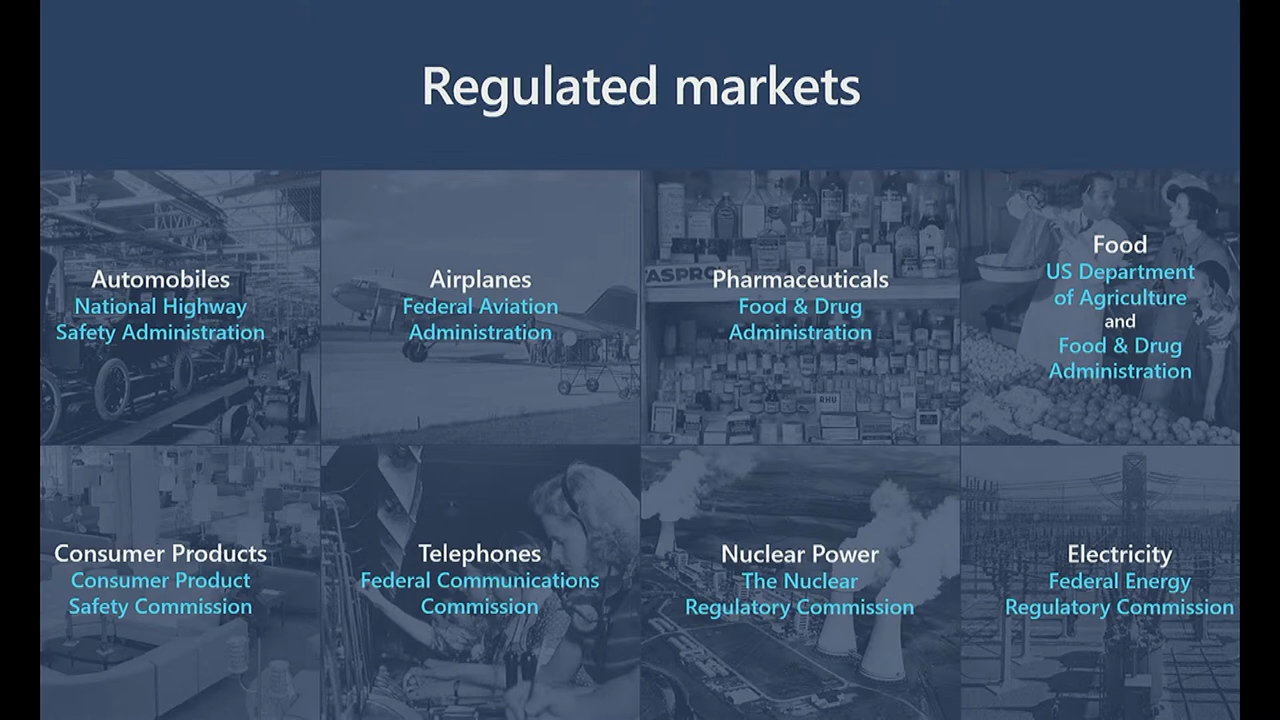 Regulated markets
Automobiles
National Highway
Safety Administration
Airplanes
Federal Aviation
Administration
Pharmaceuticals
Food & Drug
Administration
Food
US Department
of Agriculture
and
Food & Drug
Administration
ASPRO
RHU
Consumer Products
Consumer Product
Safety Commission
Telephones
Federal Communications
Commission
Nuclear Power
The Nuclear
Regulatory Commission
Electricity
Federal Energy
Regulatory Commission